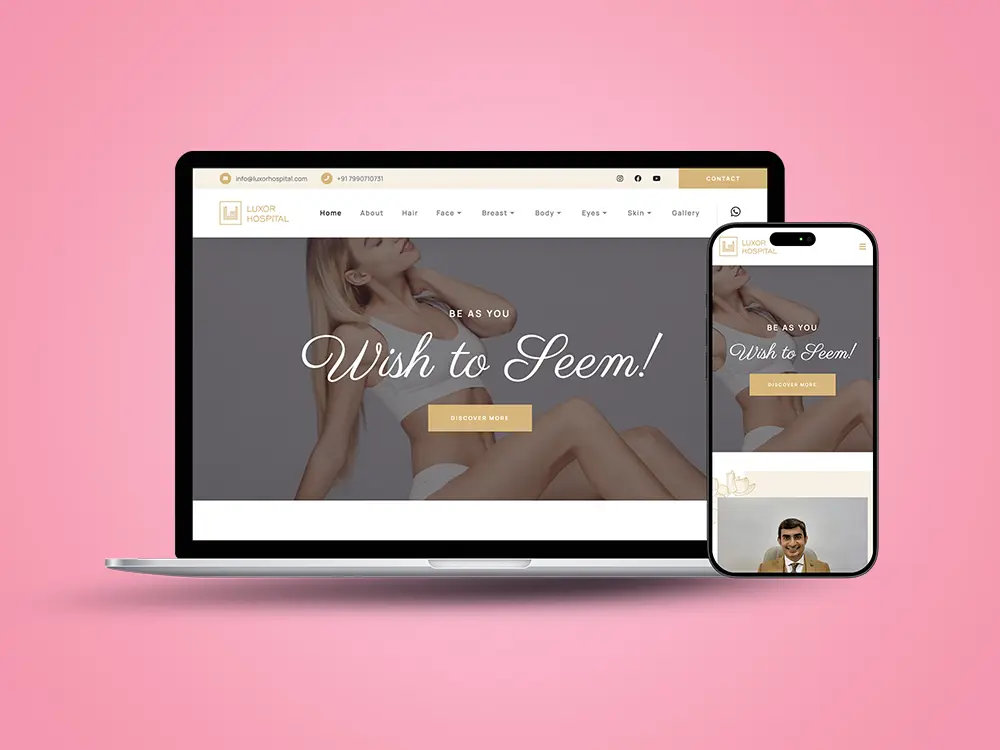 info@luxorhospital.com +91 7990710731 CONTACT
LUXOR
HOSPITAL
Home About Hair Face Breast Body Eyes Skin Gallery
BE AS YOU
Wish to Seem!
DISCOVER MORE
LUXOR
HOSPITAL
BE AS YOU
Wish to Seem!
DISCOVER MORE